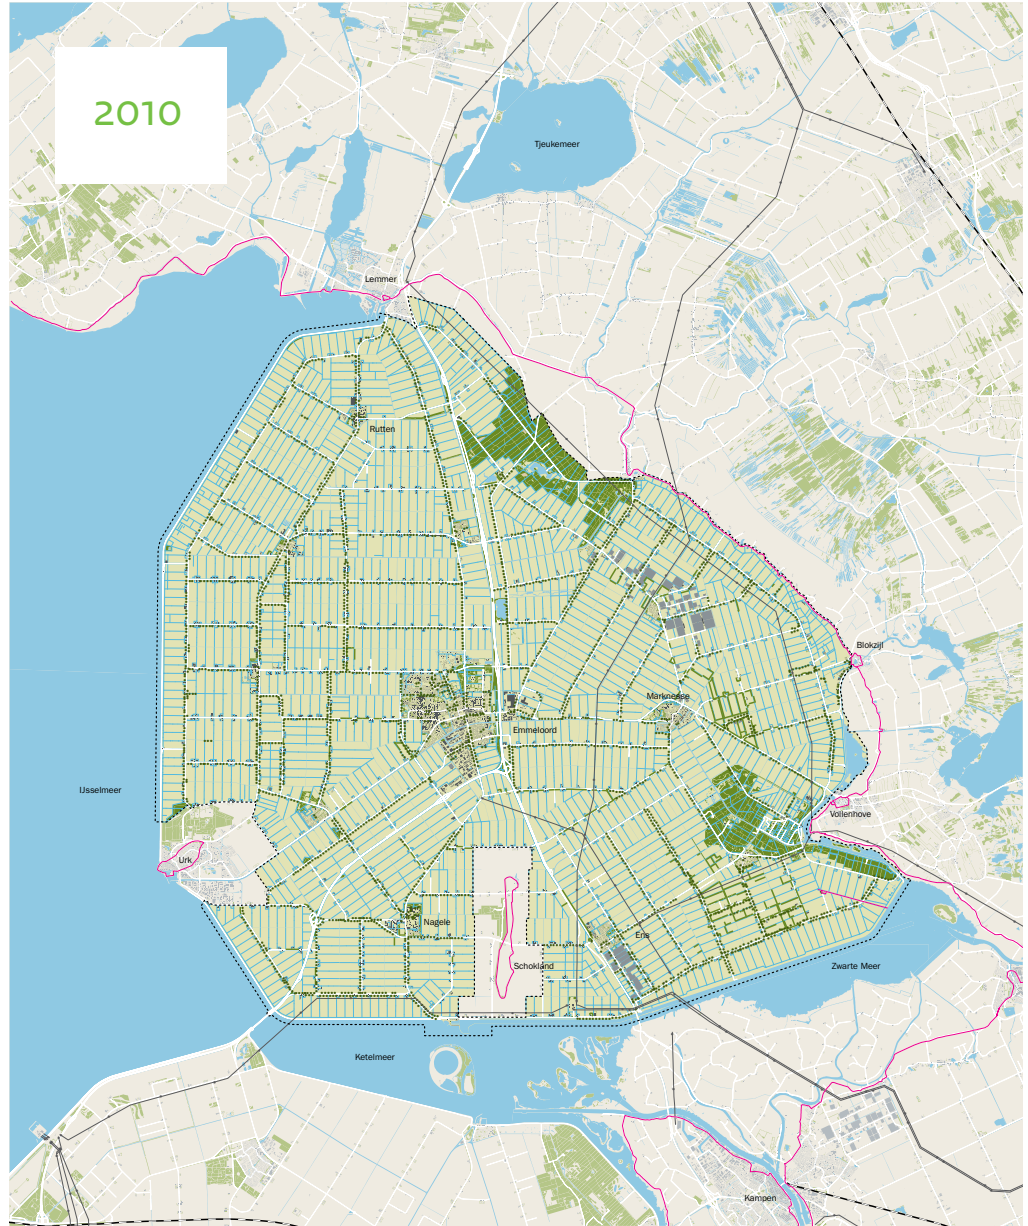 2010
Tjeukemeer
Lemmer
Rutten
Blokzijl
Marknesse
Emmeloord
IJsselmeer
Vollenhove
Urk
Nagele
Ens
Schokland
Zwarte Meer
Ketelmeer
Kampen